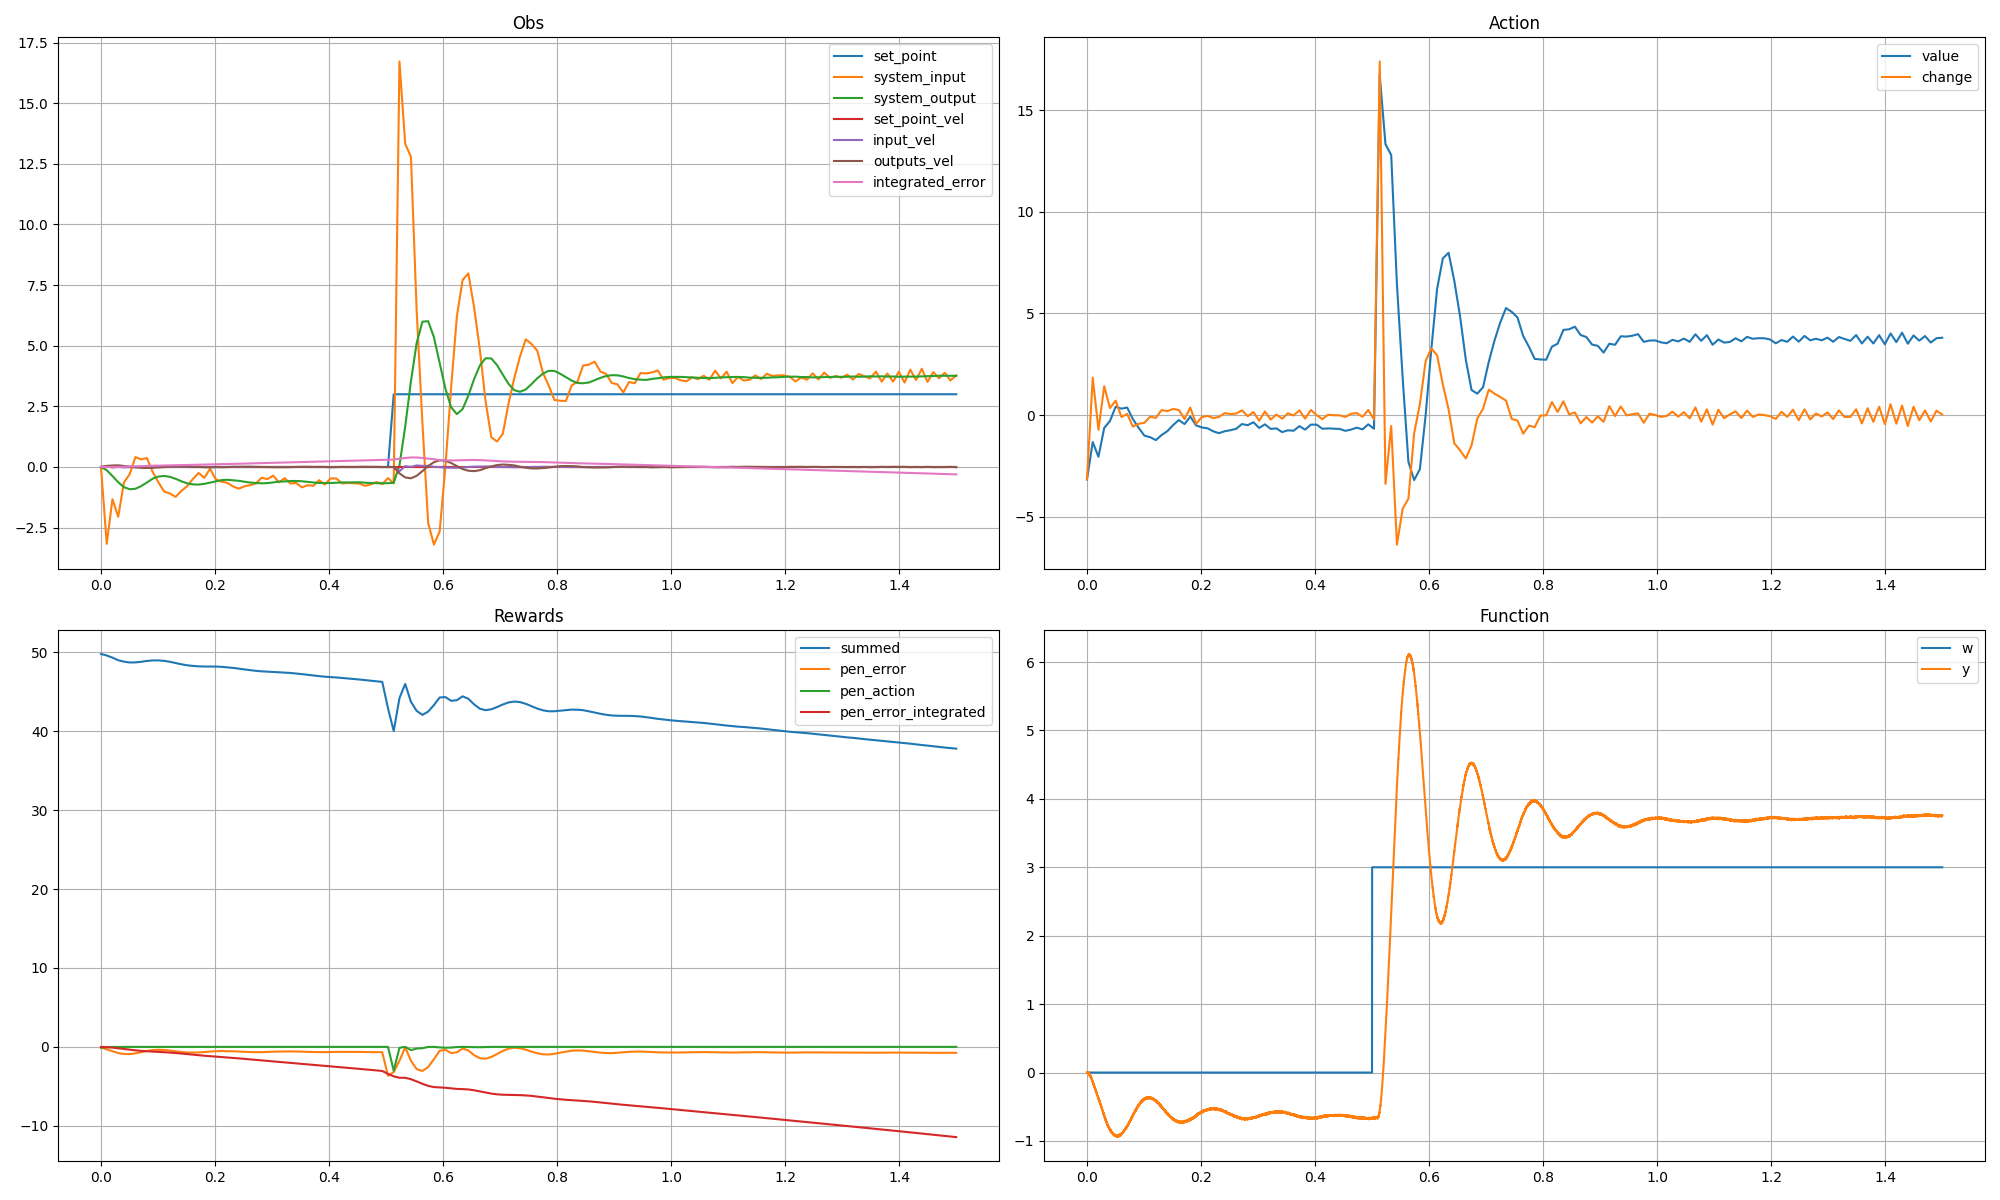 Obs
17.5
15.0
12.5
10.0
7.5
5.0
2.5
0.0
−2.5
0.0 0.2 0.4 0.6 0.8 1.0 1.2 1.4
set_point
system_input
system_output
set_point_vel
input_vel
outputs_vel
integrated_error
Action
15
10
5
0
−5
0.0 0.2 0.4 0.6 0.8 1.0 1.2 1.4
value
change
Rewards
50
40
30
20
10
0
−10
0.0 0.2 0.4 0.6 0.8 1.0 1.2 1.4
summed
pen_error
pen_action
pen_error_integrated
Function
6
5
4
3
2
1
0
−1
0.0 0.2 0.4 0.6 0.8 1.0 1.2 1.4
w
y